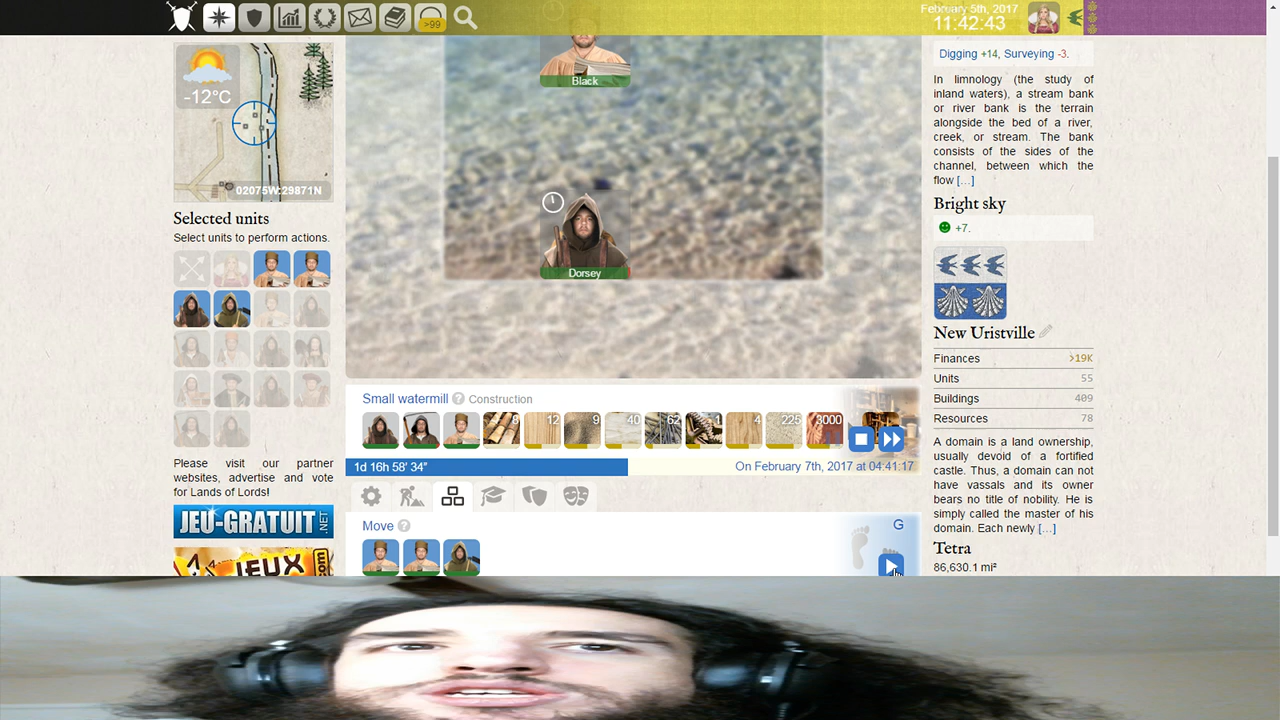 >99
February 5th, 2017
11:42:43
-12°C
02075W:29871N
Selected units
Select units to perform actions.
Please visit our partner
websites, advertise and vote
for Lands of Lords!
JEU-GRATUIT.NET
JEUX
.com
Black
Dorsey
Small watermill ? Construction
8 12 9 40 62 1 4 225 3000
1d 16h 58' 34"
On February 7th, 2017 at 04:41:17
Move ?
G
Digging +14, Surveying -3.
In limnology (the study of
inland waters), a stream bank
or river bank is the terrain
alongside the bed of a river,
creek, or stream. The bank
consists of the sides of the
channel, between which the
flow [...]
Bright sky
+7.
New Uristville
Finances >19K
Units 55
Buildings 409
Resources 78
A domain is a land ownership,
usually devoid of a fortified
castle. Thus, a domain can not
have vassals and its owner
bears no title of nobility. He is
simply called the master of his
domain. Each newly [...]
Tetra
86,630.1 mi²